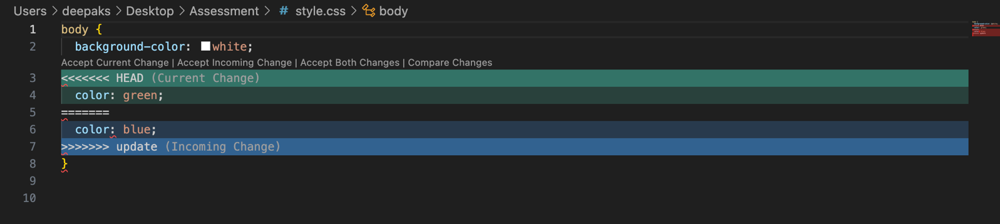 Users > deepaks > Desktop > Assessment > # style.css > body
1 body {
2 background-color: white;
Accept Current Change | Accept Incoming Change | Accept Both Changes | Compare Changes
3 <<<<<<< HEAD (Current Change)
4 color: green;
5 =======
6 color: blue;
7 >>>>>>> update (Incoming Change)
8 }
9
10